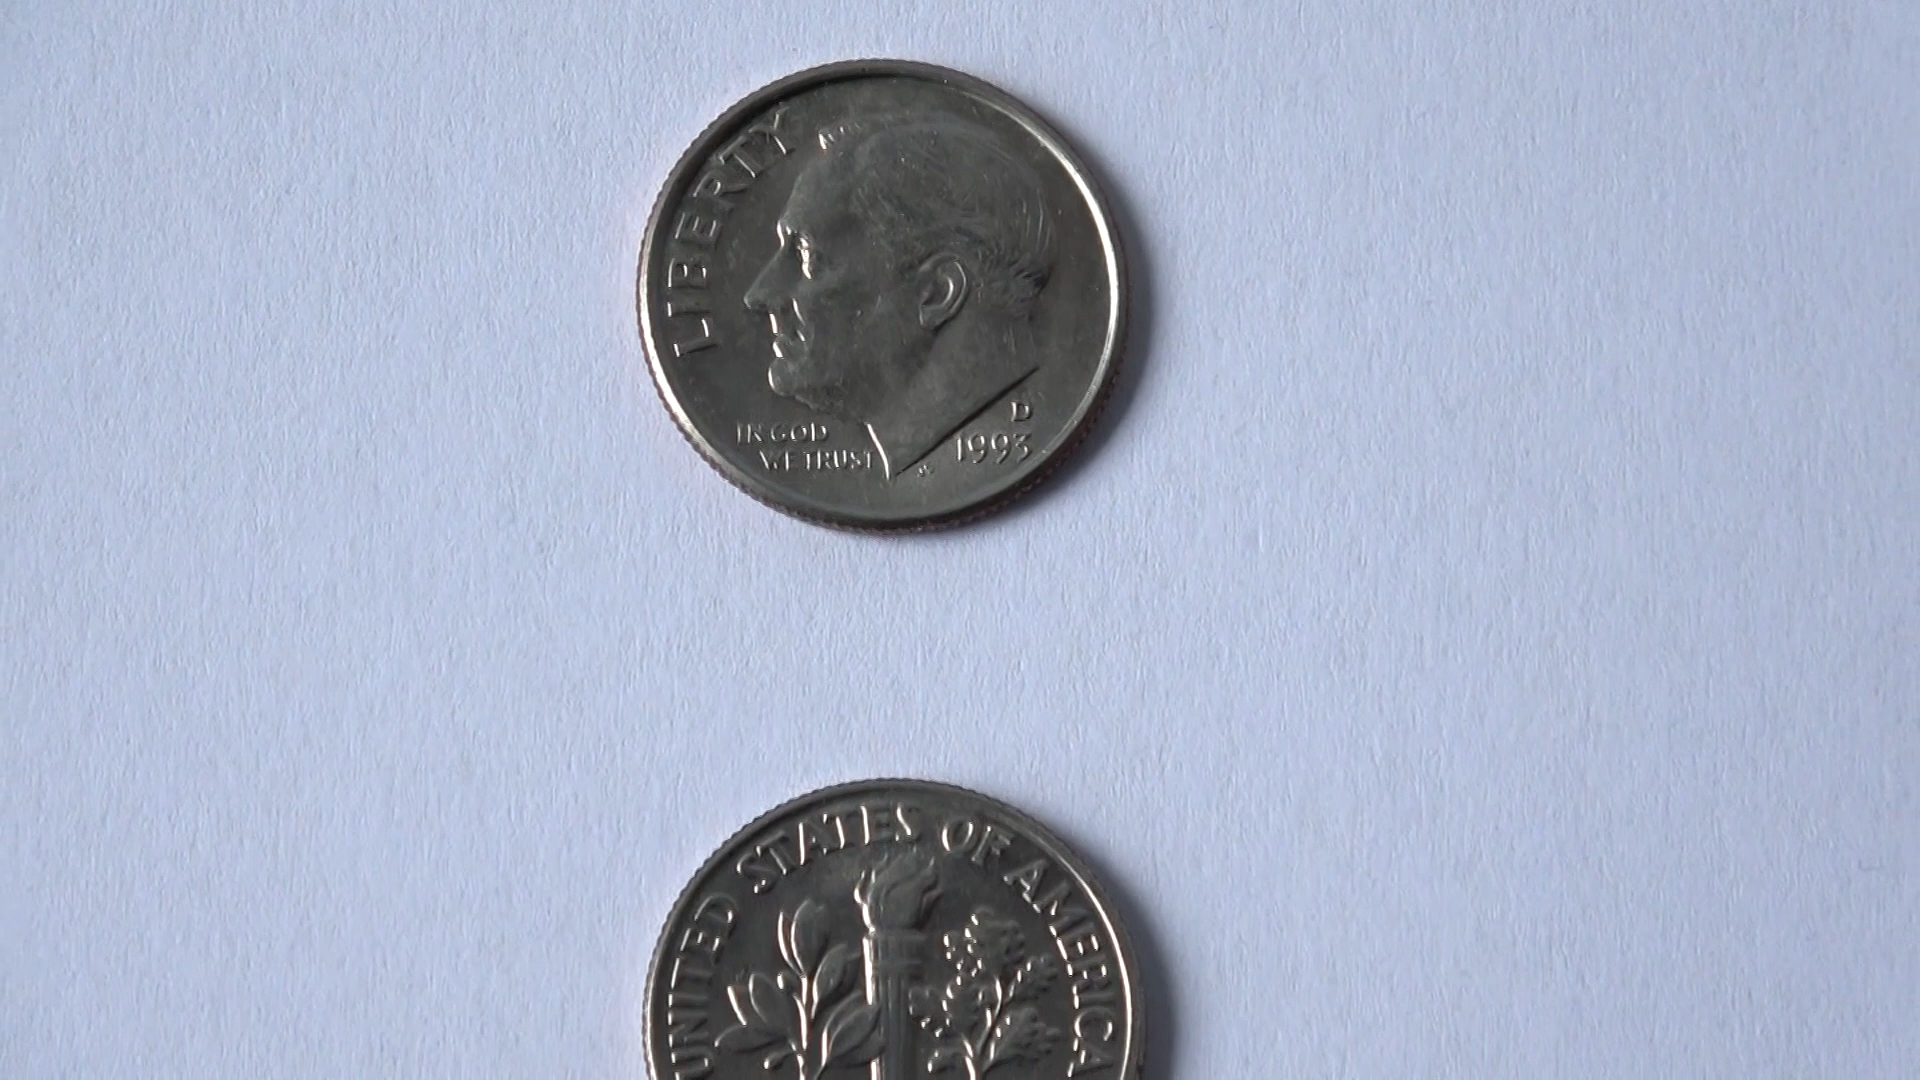 LIBERTY
IN GOD
WE TRUST
D
1993
UNITED STATES OF AMERICA